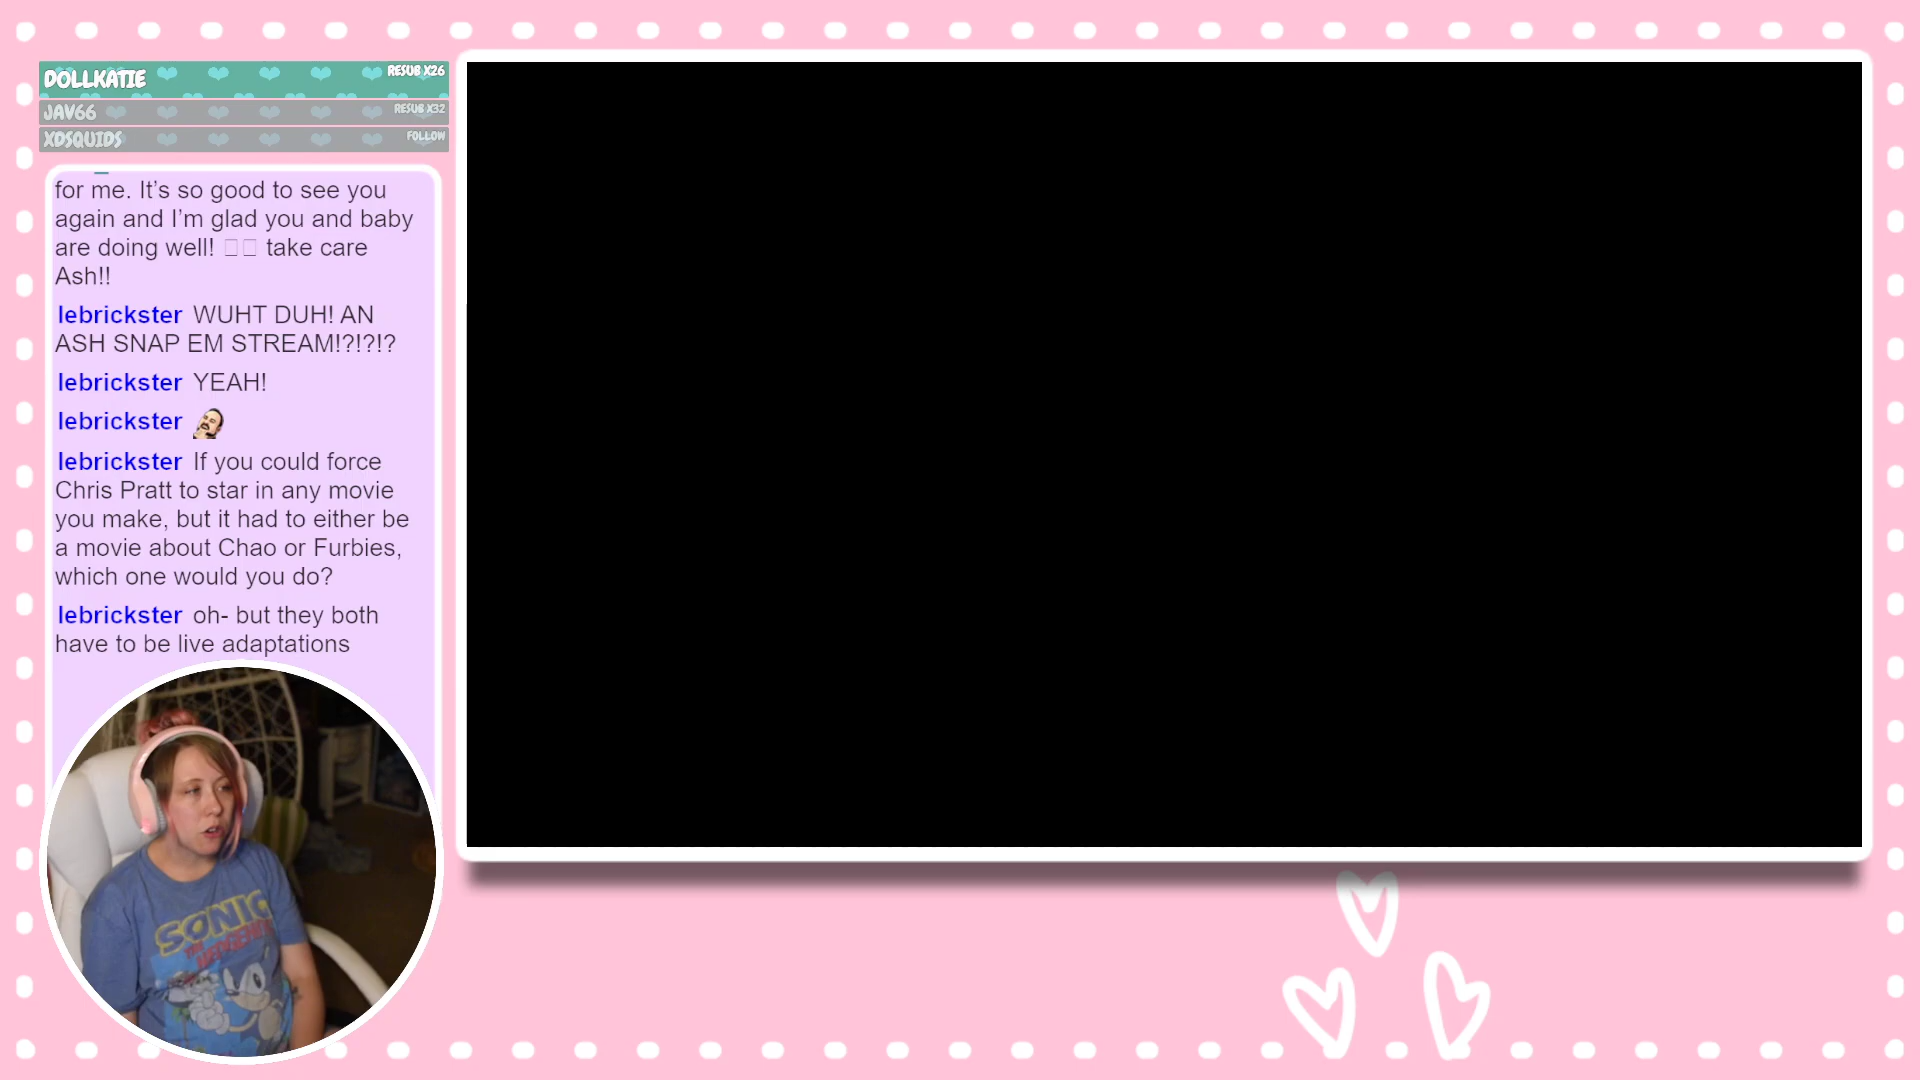 DOLLKATIE RESUB X26
JAV66 RESUB X32
XDSQUIDS FOLLOW
for me. It’s so good to see you
again and I’m glad you and baby
are doing well! take care
Ash!!
lebrickster WUHT DUH! AN
ASH SNAP EM STREAM!?!?!?
lebrickster YEAH!
lebrickster
lebrickster If you could force
Chris Pratt to star in any movie
you make, but it had to either be
a movie about Chao or Furbies,
which one would you do?
lebrickster oh- but they both
have to be live adaptations
SONIC
THE
HEDGEHOG